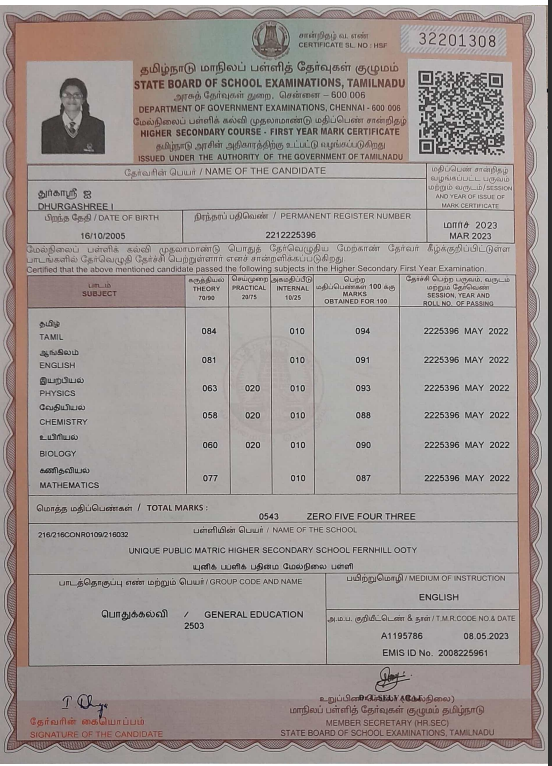 சான்றிதழ் வ. எண்
CERTIFICATE SL. NO : HSF
32201308
தமிழ்நாடு மாநிலப் பள்ளித் தேர்வுகள் குழுமம்
STATE BOARD OF SCHOOL EXAMINATIONS, TAMILNADU
அரசுத் தேர்வுகள் துறை, சென்னை – 600 006
DEPARTMENT OF GOVERNMENT EXAMINATIONS, CHENNAI - 600 006
மேல்நிலைப் பள்ளிக் கல்வி முதலாமாண்டு மதிப்பெண் சான்றிதழ்
HIGHER SECONDARY COURSE - FIRST YEAR MARK CERTIFICATE
தமிழ்நாடு அரசின் அதிகாரத்திற்கு உட்பட்டு வழங்கப்படுகிறது
ISSUED UNDER THE AUTHORITY OF THE GOVERNMENT OF TAMILNADU
தேர்வரின் பெயர் / NAME OF THE CANDIDATE
மதிப்பெண் சான்றிதழ் வழங்கப்பட்ட பருவம் மற்றும் வருடம் / SESSION AND YEAR OF ISSUE OF MARK CERTIFICATE
துர்காஸ்ரீ ஐ
DHURGASHREE I
பிறந்த தேதி / DATE OF BIRTH
நிரந்தரப் பதிவெண் / PERMANENT REGISTER NUMBER
மார்ச் 2023
16/10/2005
2212225396
MAR 2023
மேல்நிலைப் பள்ளிக் கல்வி முதலாமாண்டு பொதுத் தேர்வெழுதிய மேற்காண் தேர்வர் கீழ்க்குறிப்பிட்டுள்ள
பாடங்களில் தேர்வெழுதி தேர்ச்சி பெற்றுள்ளார் எனச் சான்றளிக்கப்படுகிறது.
Certified that the above mentioned candidate passed the following subjects in the Higher Secondary First Year Examination.
பாடம் SUBJECT
கருத்தியல் THEORY 70/90
செய்முறை PRACTICAL 20/75
அகமதிப்பீடு INTERNAL 10/25
பெற்ற மதிப்பெண்கள் 100 க்கு MARKS OBTAINED FOR 100
தேர்ச்சி பெற்ற பருவம், வருடம் மற்றும் தேர்வெண் SESSION, YEAR AND ROLL NO. OF PASSING
தமிழ்
TAMIL 084 010 094 2225396 MAY 2022
ஆங்கிலம்
ENGLISH 081 010 091 2225396 MAY 2022
இயற்பியல்
PHYSICS 063 020 010 093 2225396 MAY 2022
வேதியியல்
CHEMISTRY 058 020 010 088 2225396 MAY 2022
உயிரியல்
BIOLOGY 060 020 010 090 2225396 MAY 2022
கணிதவியல்
MATHEMATICS 077 010 087 2225396 MAY 2022
மொத்த மதிப்பெண்கள் / TOTAL MARKS :
0543 ZERO FIVE FOUR THREE
216/216CONR0109/216032
பள்ளியின் பெயர் / NAME OF THE SCHOOL
UNIQUE PUBLIC MATRIC HIGHER SECONDARY SCHOOL FERNHILL OOTY
யுனிக் பப்ளிக் பதின்ம மேல்நிலை பள்ளி
பாடத்தொகுப்பு எண் மற்றும் பெயர் / GROUP CODE AND NAME
பயிற்றுமொழி / MEDIUM OF INSTRUCTION
ENGLISH
பொதுக்கல்வி / GENERAL EDUCATION
2503
அ.ம.ப. குறியீட்டெண் & நாள் / T.M.R.CODE NO.& DATE
A1195786 08.05.2023
EMIS ID No. 2008225961
தேர்வரின் கையொப்பம்
SIGNATURE OF THE CANDIDATE
மாநிலப் பள்ளித் தேர்வுகள் குழுமம் தமிழ்நாடு
MEMBER SECRETARY (HR.SEC)
STATE BOARD OF SCHOOL EXAMINATIONS, TAMILNADU